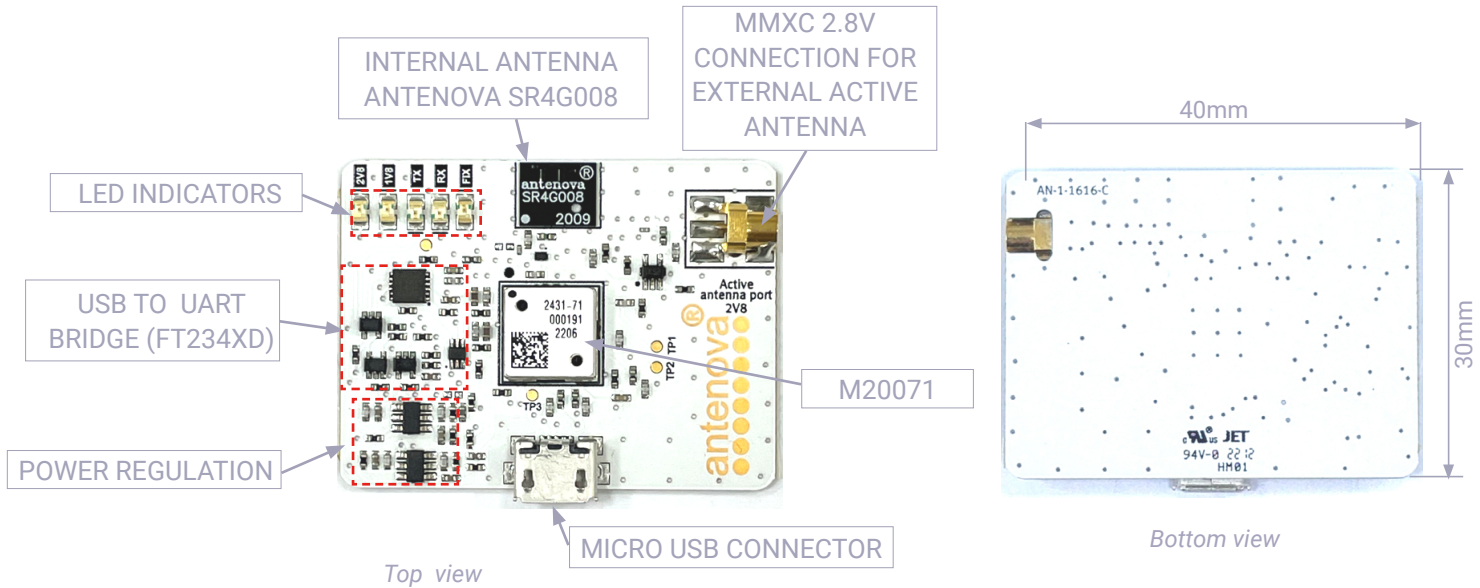 INTERNAL ANTENNA
ANTENOVA SR4G008
MMXC 2.8V
CONNECTION FOR
EXTERNAL ACTIVE
ANTENNA
LED INDICATORS
USB TO UART
BRIDGE (FT234XD)
POWER REGULATION
M20071
MICRO USB CONNECTOR
Top view
2V8
1V8
TX
RX
FIX
antenova®
SR4G008
2009
Active
antenna port
2V8
2431-71
000191
2206
TP1
TP2
TP3
antenova®
40mm
30mm
AN-1-1616-C
c RU® US JET
94V-0 2212
HM01
Bottom view